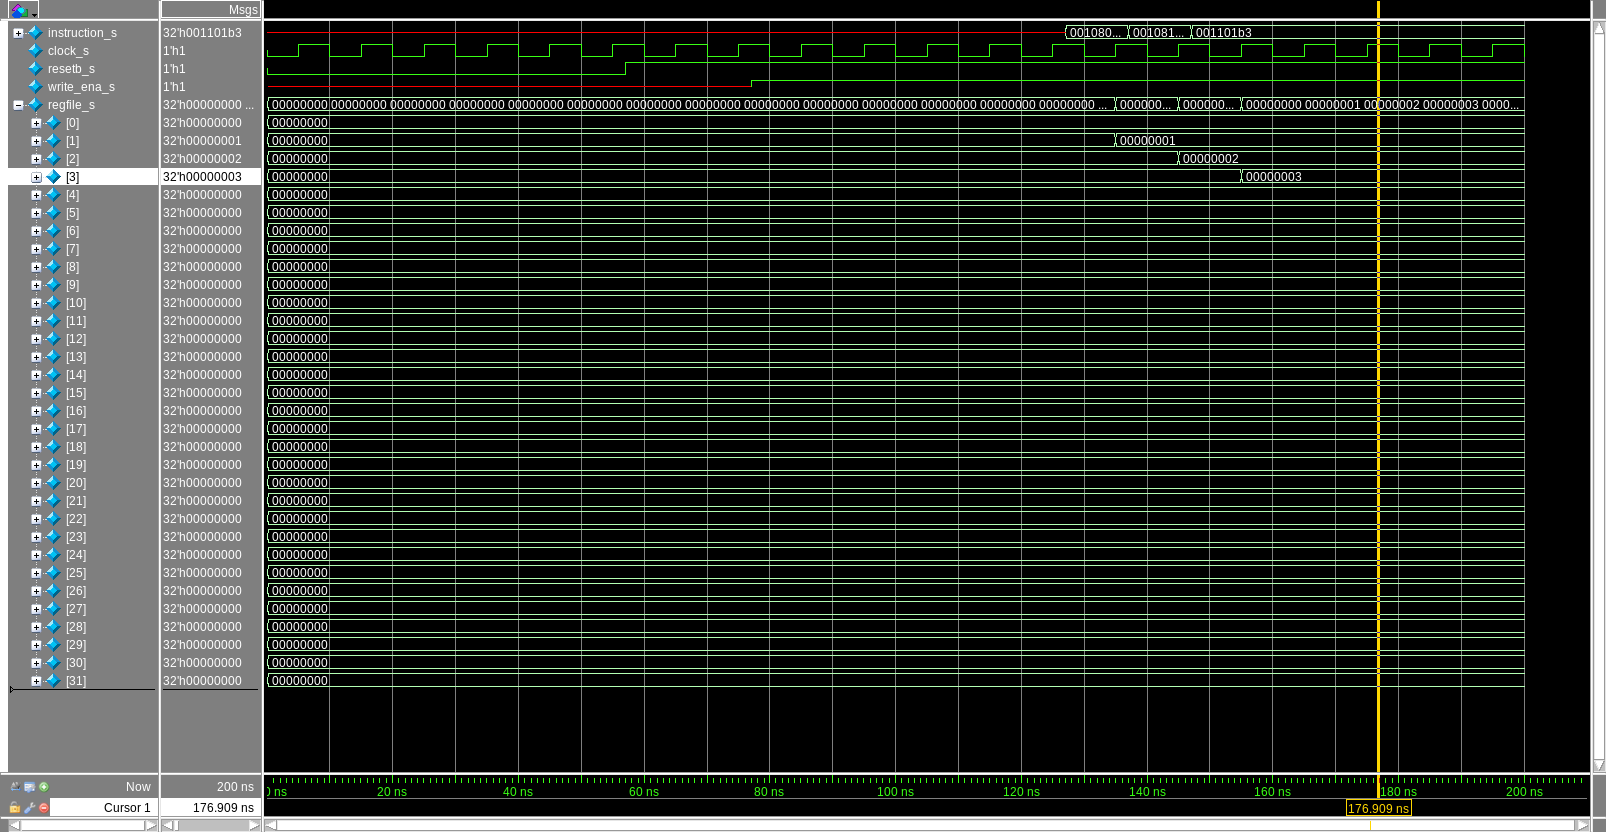 Msgs
instruction_s 32'h001101b3 001080... 001081... 001101b3
clock_s 1'h1
resetb_s 1'h1
write_ena_s 1'h1
regfile_s 32'h00000000 ... 00000000 00000000 00000000 00000000 00000000 00000000 00000000 00000000 00000000 00000000 00000000 00000000 00000000 00000000 ... 000000... 000000... 00000000 00000001 00000002 00000003 0000...
[0] 32'h00000000 00000000
[1] 32'h00000001 00000000 00000001
[2] 32'h00000002 00000000 00000002
[3] 32'h00000003 00000000 00000003
[4] 32'h00000000 00000000
[5] 32'h00000000 00000000
[6] 32'h00000000 00000000
[7] 32'h00000000 00000000
[8] 32'h00000000 00000000
[9] 32'h00000000 00000000
[10] 32'h00000000 00000000
[11] 32'h00000000 00000000
[12] 32'h00000000 00000000
[13] 32'h00000000 00000000
[14] 32'h00000000 00000000
[15] 32'h00000000 00000000
[16] 32'h00000000 00000000
[17] 32'h00000000 00000000
[18] 32'h00000000 00000000
[19] 32'h00000000 00000000
[20] 32'h00000000 00000000
[21] 32'h00000000 00000000
[22] 32'h00000000 00000000
[23] 32'h00000000 00000000
[24] 32'h00000000 00000000
[25] 32'h00000000 00000000
[26] 32'h00000000 00000000
[27] 32'h00000000 00000000
[28] 32'h00000000 00000000
[29] 32'h00000000 00000000
[30] 32'h00000000 00000000
[31] 32'h00000000 00000000
Now 200 ns 0 ns 20 ns 40 ns 60 ns 80 ns 100 ns 120 ns 140 ns 160 ns 180 ns 200 ns
Cursor 1 176.909 ns 176.909 ns